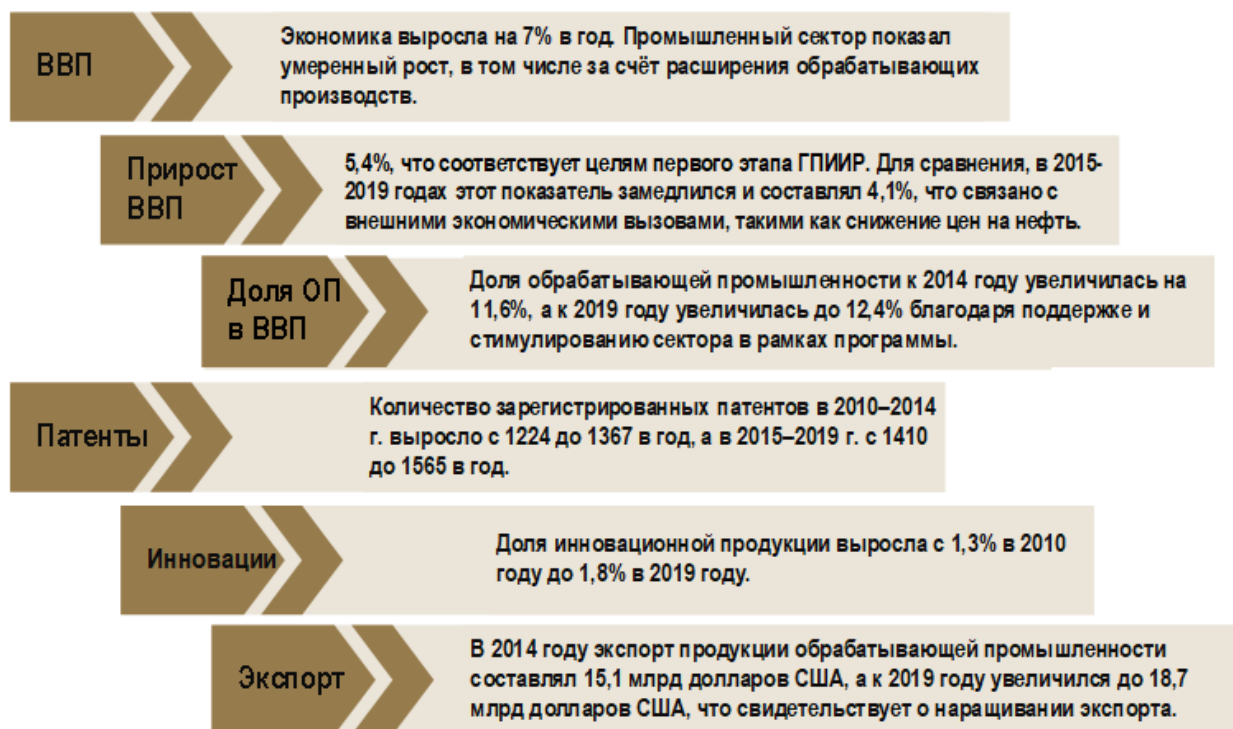 ВВП
Экономика выросла на 7% в год. Промышленный сектор показал
умеренный рост, в том числе за счёт расширения обрабатывающих
производств.
Прирост
ВВП
5,4%, что соответствует целям первого этапа ГПИИР. Для сравнения, в 2015-
2019 годах этот показатель замедлился и составлял 4,1%, что связано с
внешними экономическими вызовами, такими как снижение цен на нефть.
Доля ОП
в ВВП
Доля обрабатывающей промышленности к 2014 году увеличилась на
11,6%, а к 2019 году увеличилась до 12,4% благодаря поддержке и
стимулированию сектора в рамках программы.
Патенты
Количество зарегистрированных патентов в 2010–2014
г. выросло с 1224 до 1367 в год, а в 2015–2019 г. с 1410
до 1565 в год.
Инновации
Доля инновационной продукции выросла с 1,3% в 2010
году до 1,8% в 2019 году.
Экспорт
В 2014 году экспорт продукции обрабатывающей промышленности
составлял 15,1 млрд долларов США, а к 2019 году увеличился до 18,7
млрд долларов США, что свидетельствует о наращивании экспорта.